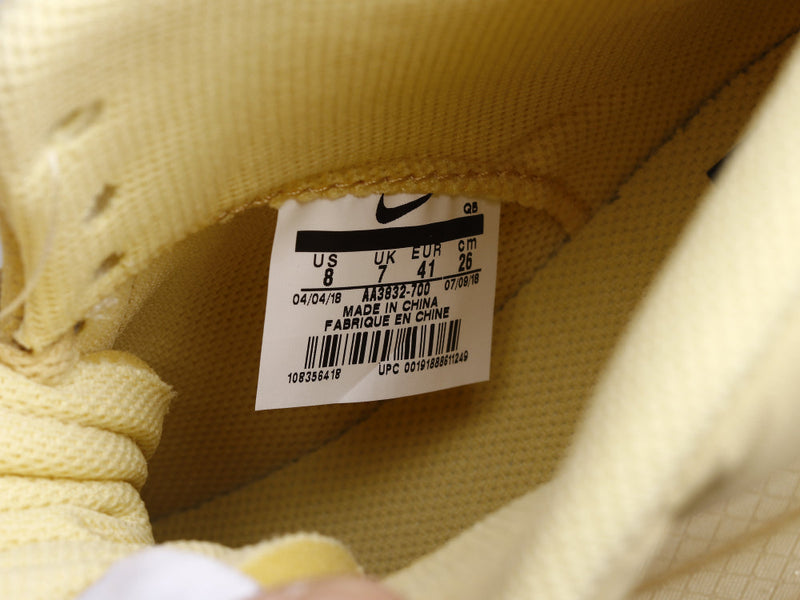 QB
US UK EUR cm
8 7 41 26
04/04/18 AA3832-700 07/09/18
MADE IN CHINA
FABRIQUE EN CHINE
108356418 UPC 00191888611249